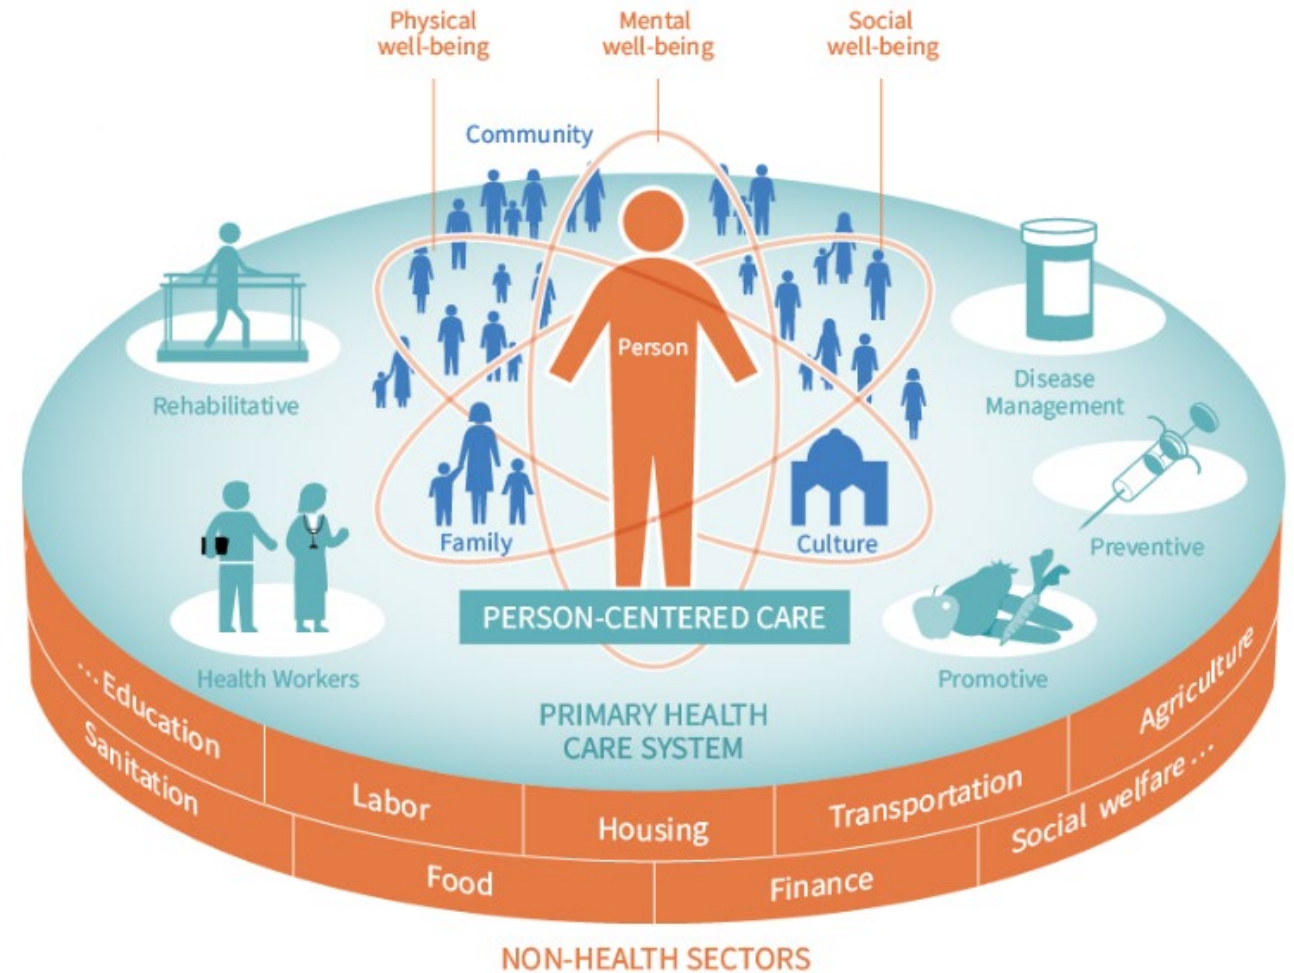 Physical
well-being
Mental
well-being
Social
well-being
Community
Person
Rehabilitative
Disease
Management
Family
Culture
Preventive
PERSON-CENTERED CARE
Health Workers
Promotive
PRIMARY HEALTH
CARE SYSTEM
...Education
Labor
Housing
Transportation
Agriculture
Sanitation
Food
Finance
Social welfare...
NON-HEALTH SECTORS